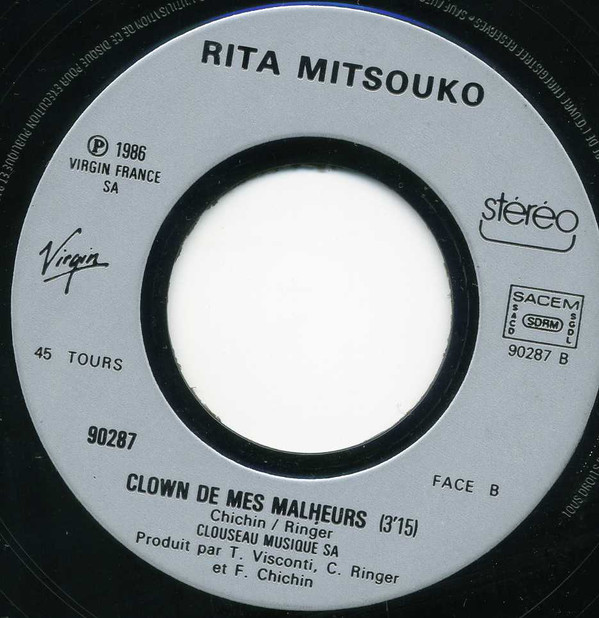 RITA MITSOUKO
℗ 1986
VIRGIN FRANCE
SA
stéréo
Virgin
SACEM
SACD
SDRM
SGDL
90287 B
45 TOURS
90287
FACE B
CLOWN DE MES MALHEURS (3'15)
Chichin / Ringer
CLOUSEAU MUSIQUE SA
Produit par T. Visconti, C. Ringer
et F. Chichin